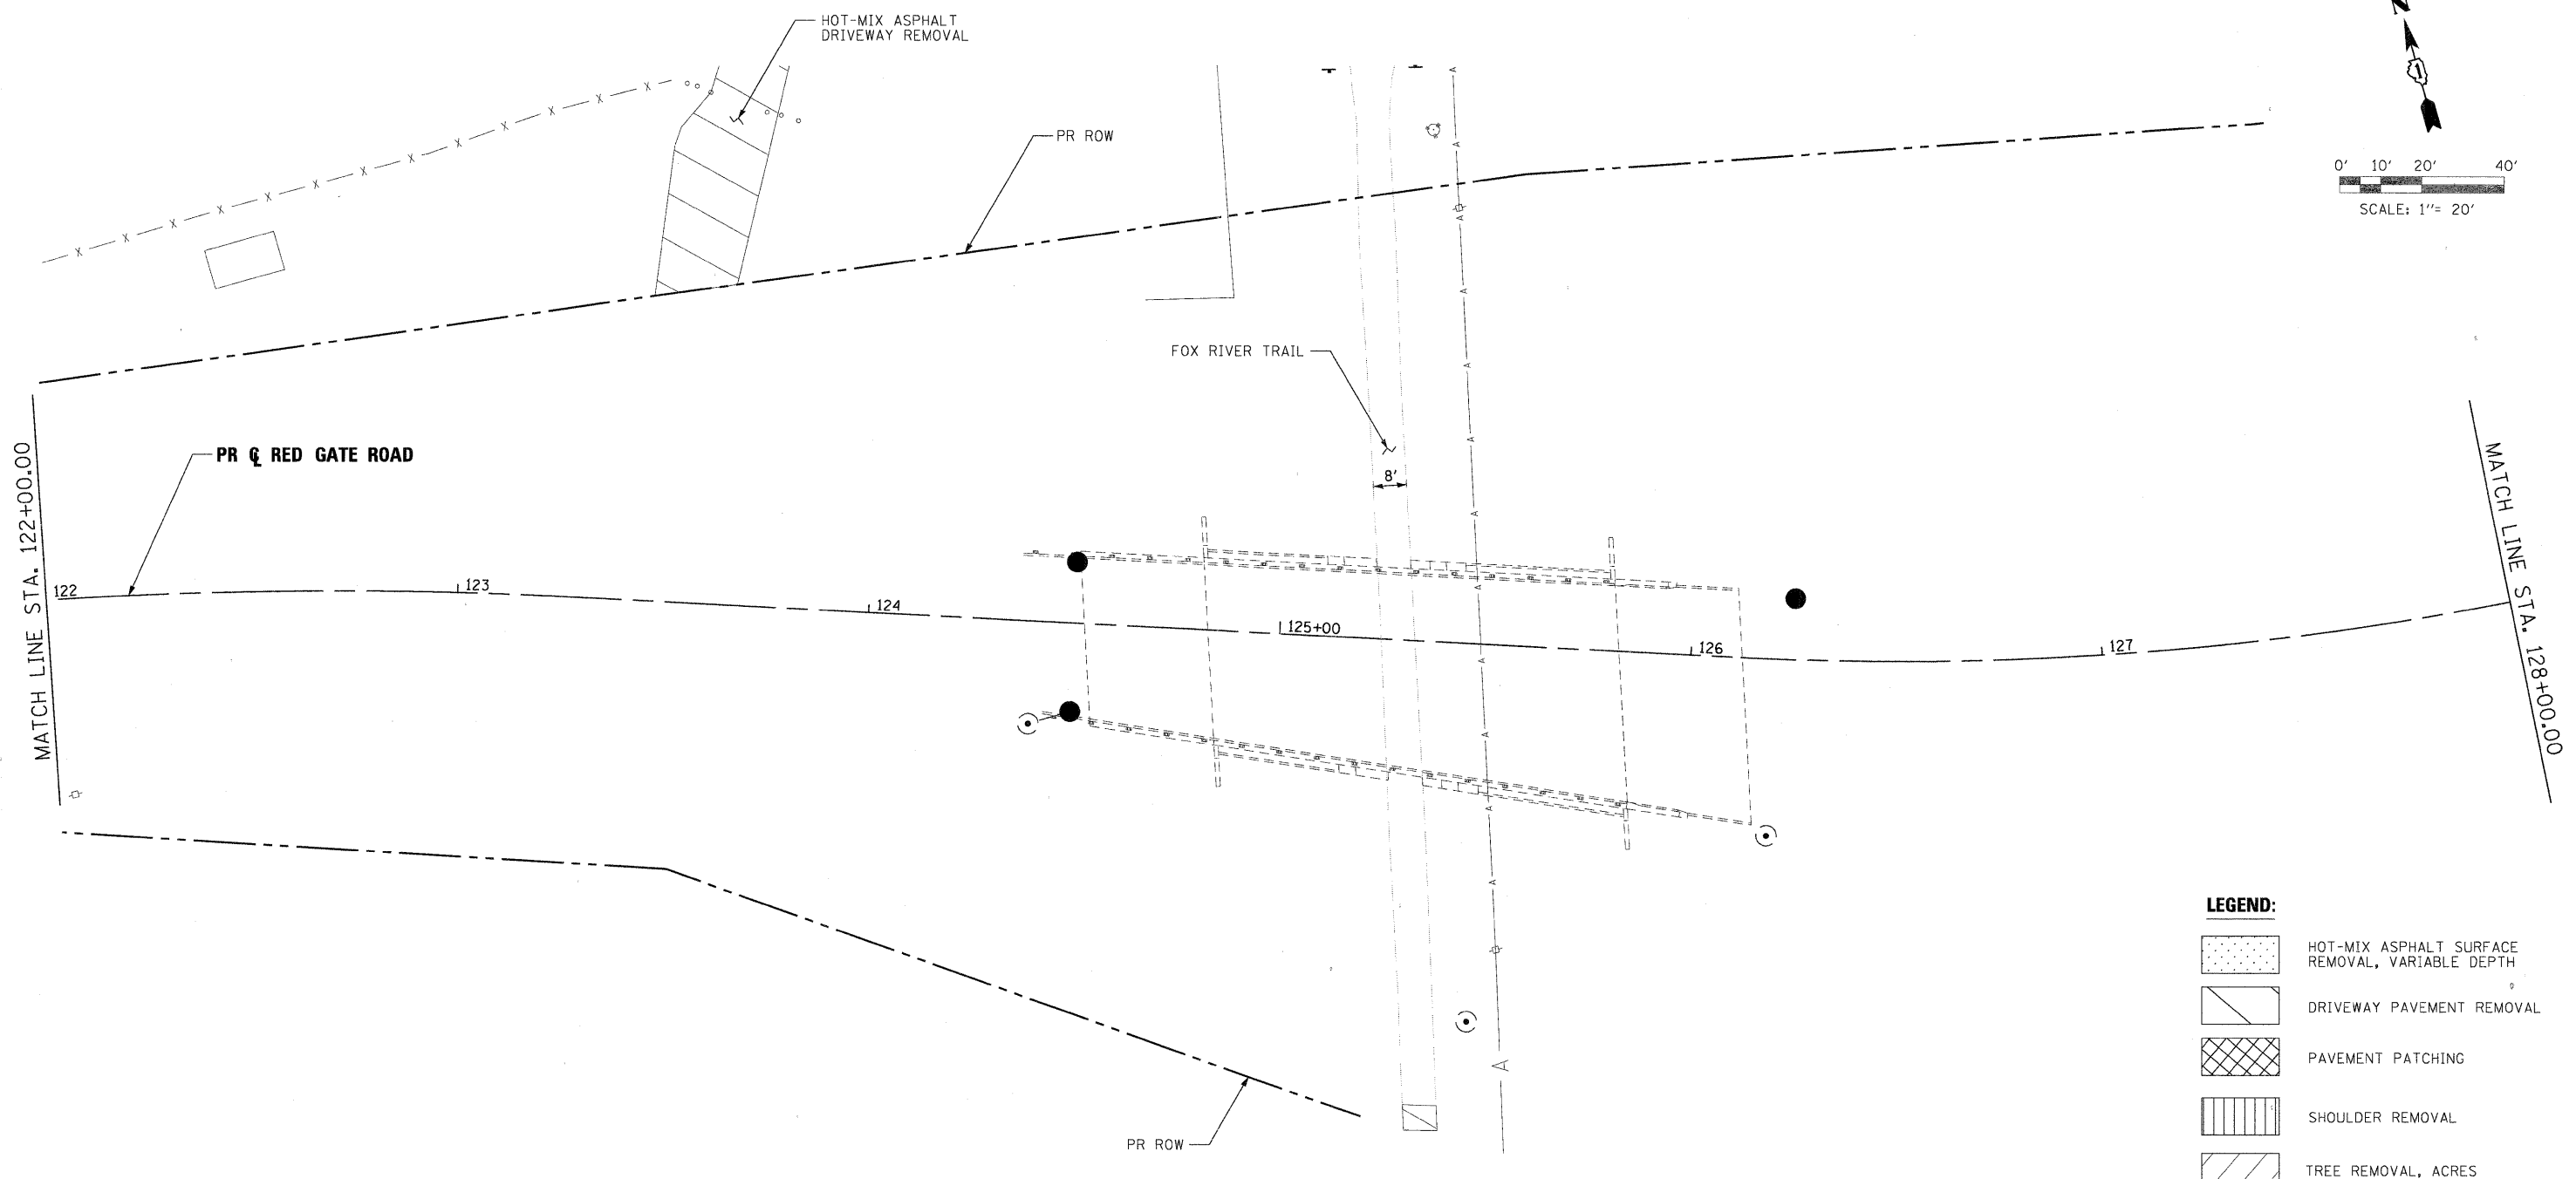 HOT-MIX ASPHALT
DRIVEWAY REMOVAL
N
1
PR ROW
0' 10' 20' 40'
SCALE: 1"= 20'
FOX RIVER TRAIL
8'
PR ℄ RED GATE ROAD
MATCH LINE STA. 122+00.00
MATCH LINE STA. 128+00.00
122
123
124
125+00
126
127
A
PR ROW
LEGEND:
HOT-MIX ASPHALT SURFACE
REMOVAL, VARIABLE DEPTH
DRIVEWAY PAVEMENT REMOVAL
PAVEMENT PATCHING
SHOULDER REMOVAL
TREE REMOVAL, ACRES